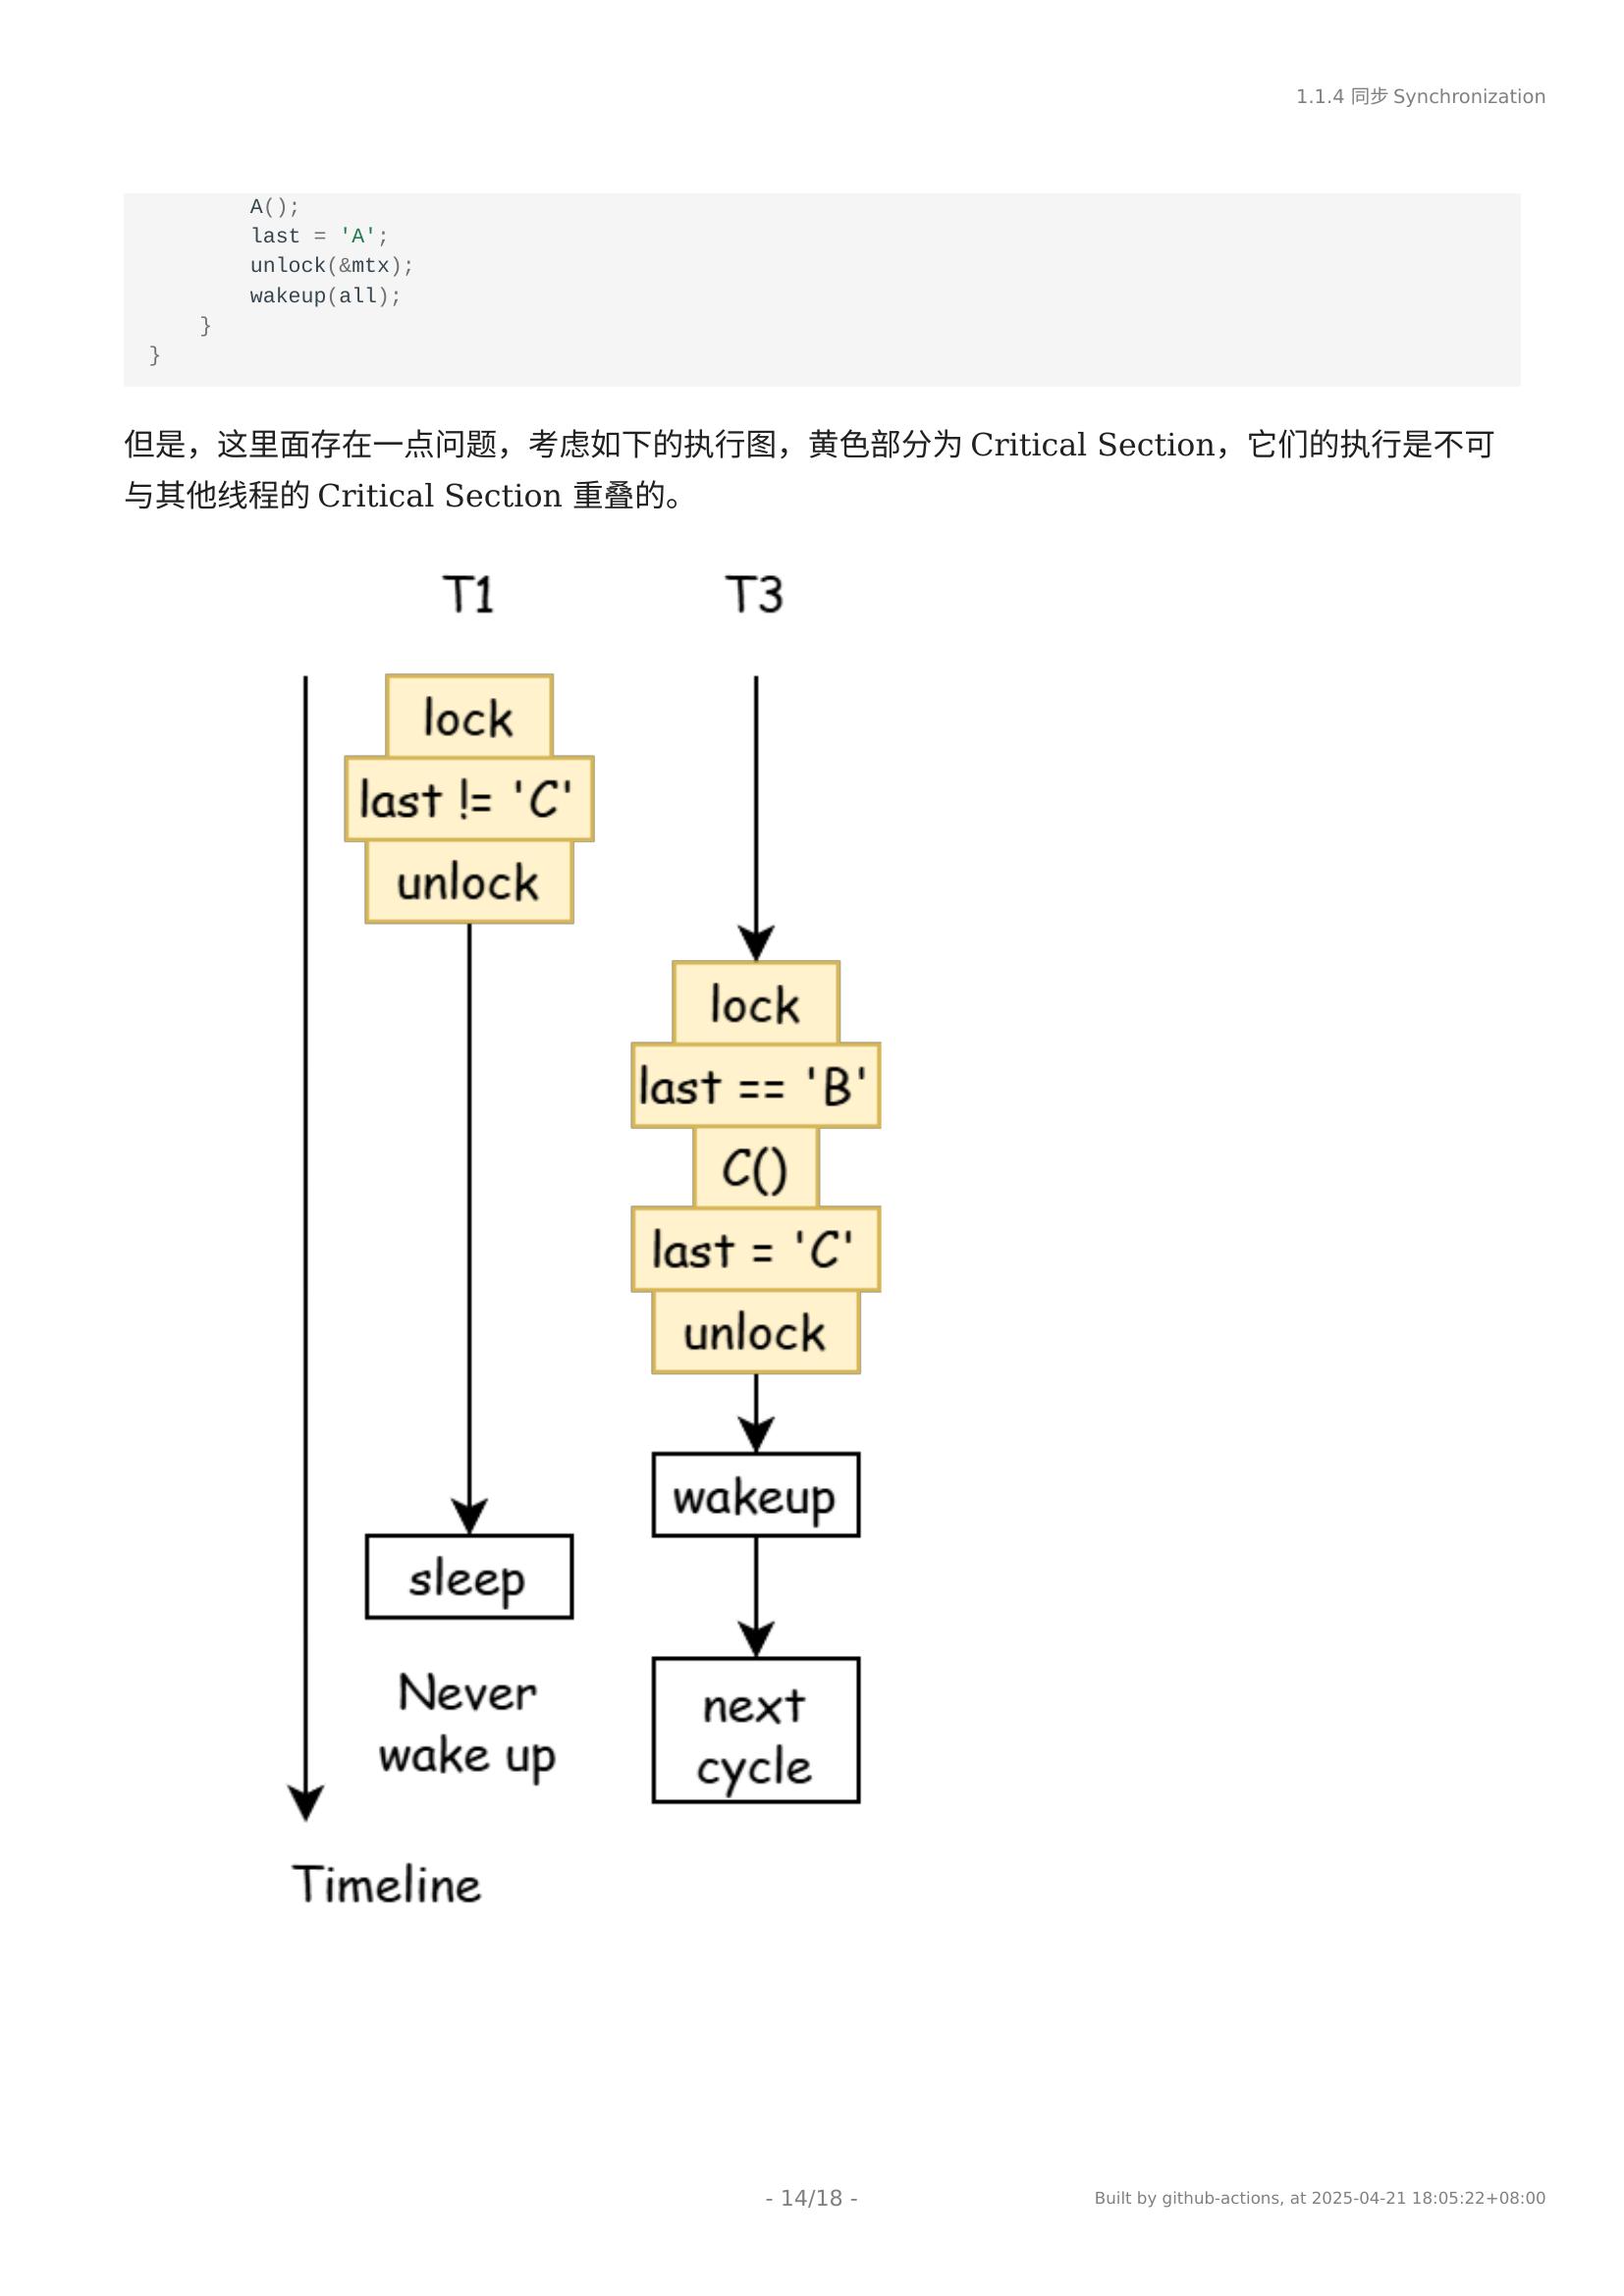 1.1.4 同步 Synchronization
A();
last = 'A';
unlock(&mtx);
wakeup(all);
}
}
但是，这里面存在一点问题，考虑如下的执行图，黄色部分为 Critical Section，它们的执行是不可
与其他线程的 Critical Section 重叠的。
T1
T3
lock
last != 'C'
unlock
lock
last == 'B'
C()
last = 'C'
unlock
wakeup
sleep
Never
wake up
next
cycle
Timeline
- 14/18 -
Built by github-actions, at 2025-04-21 18:05:22+08:00